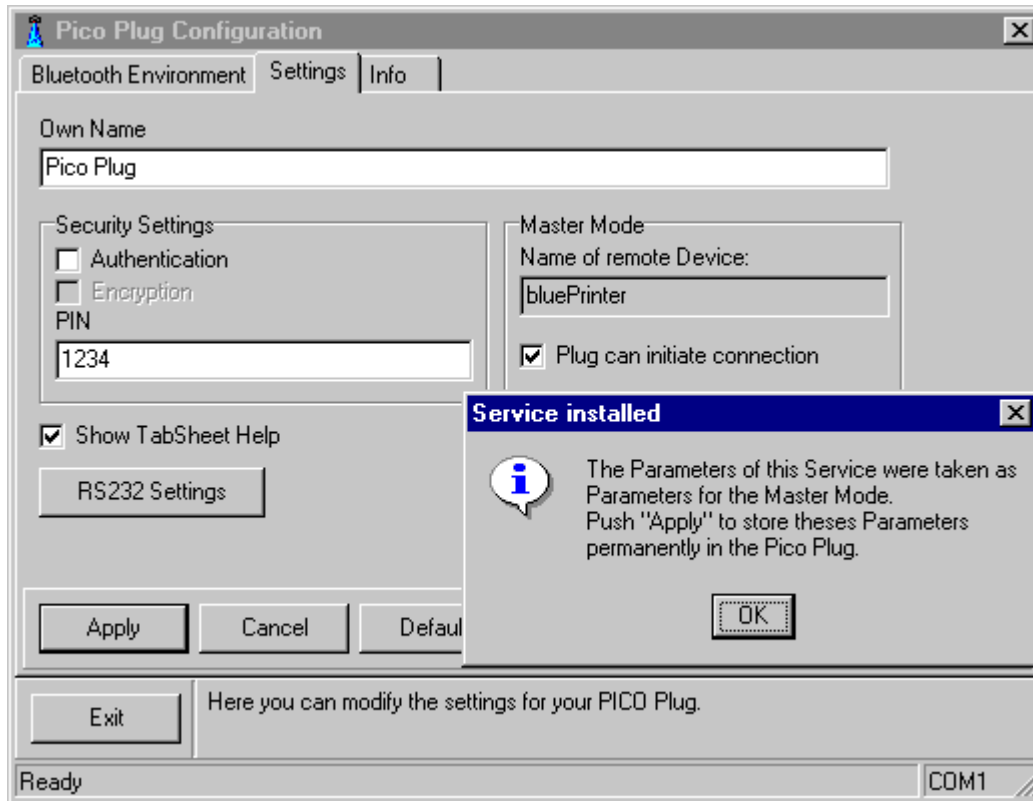 Pico Plug Configuration
Bluetooth Environment Settings Info
Own Name
Pico Plug
Security Settings
Authentication
Encryption
PIN
1234
Master Mode
Name of remote Device:
bluePrinter
Plug can initiate connection
Show TabSheet Help
RS232 Settings
Service installed
The Parameters of this Service were taken as
Parameters for the Master Mode.
Push "Apply" to store theses Parameters
permanently in the Pico Plug.
OK
Apply Cancel Defaul
Exit
Here you can modify the settings for your PICO Plug.
Ready COM1